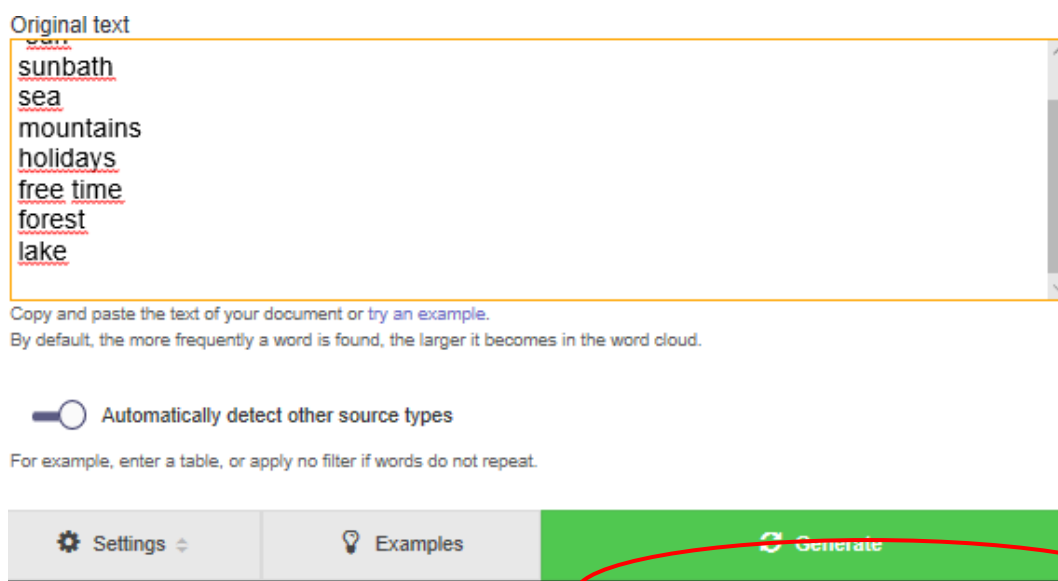 Original text
sunbath
sea
mountains
holidays
free time
forest
lake
Copy and paste the text of your document or try an example.
By default, the more frequently a word is found, the larger it becomes in the word cloud.
Automatically detect other source types
For example, enter a table, or apply no filter if words do not repeat.
Settings Examples Generate